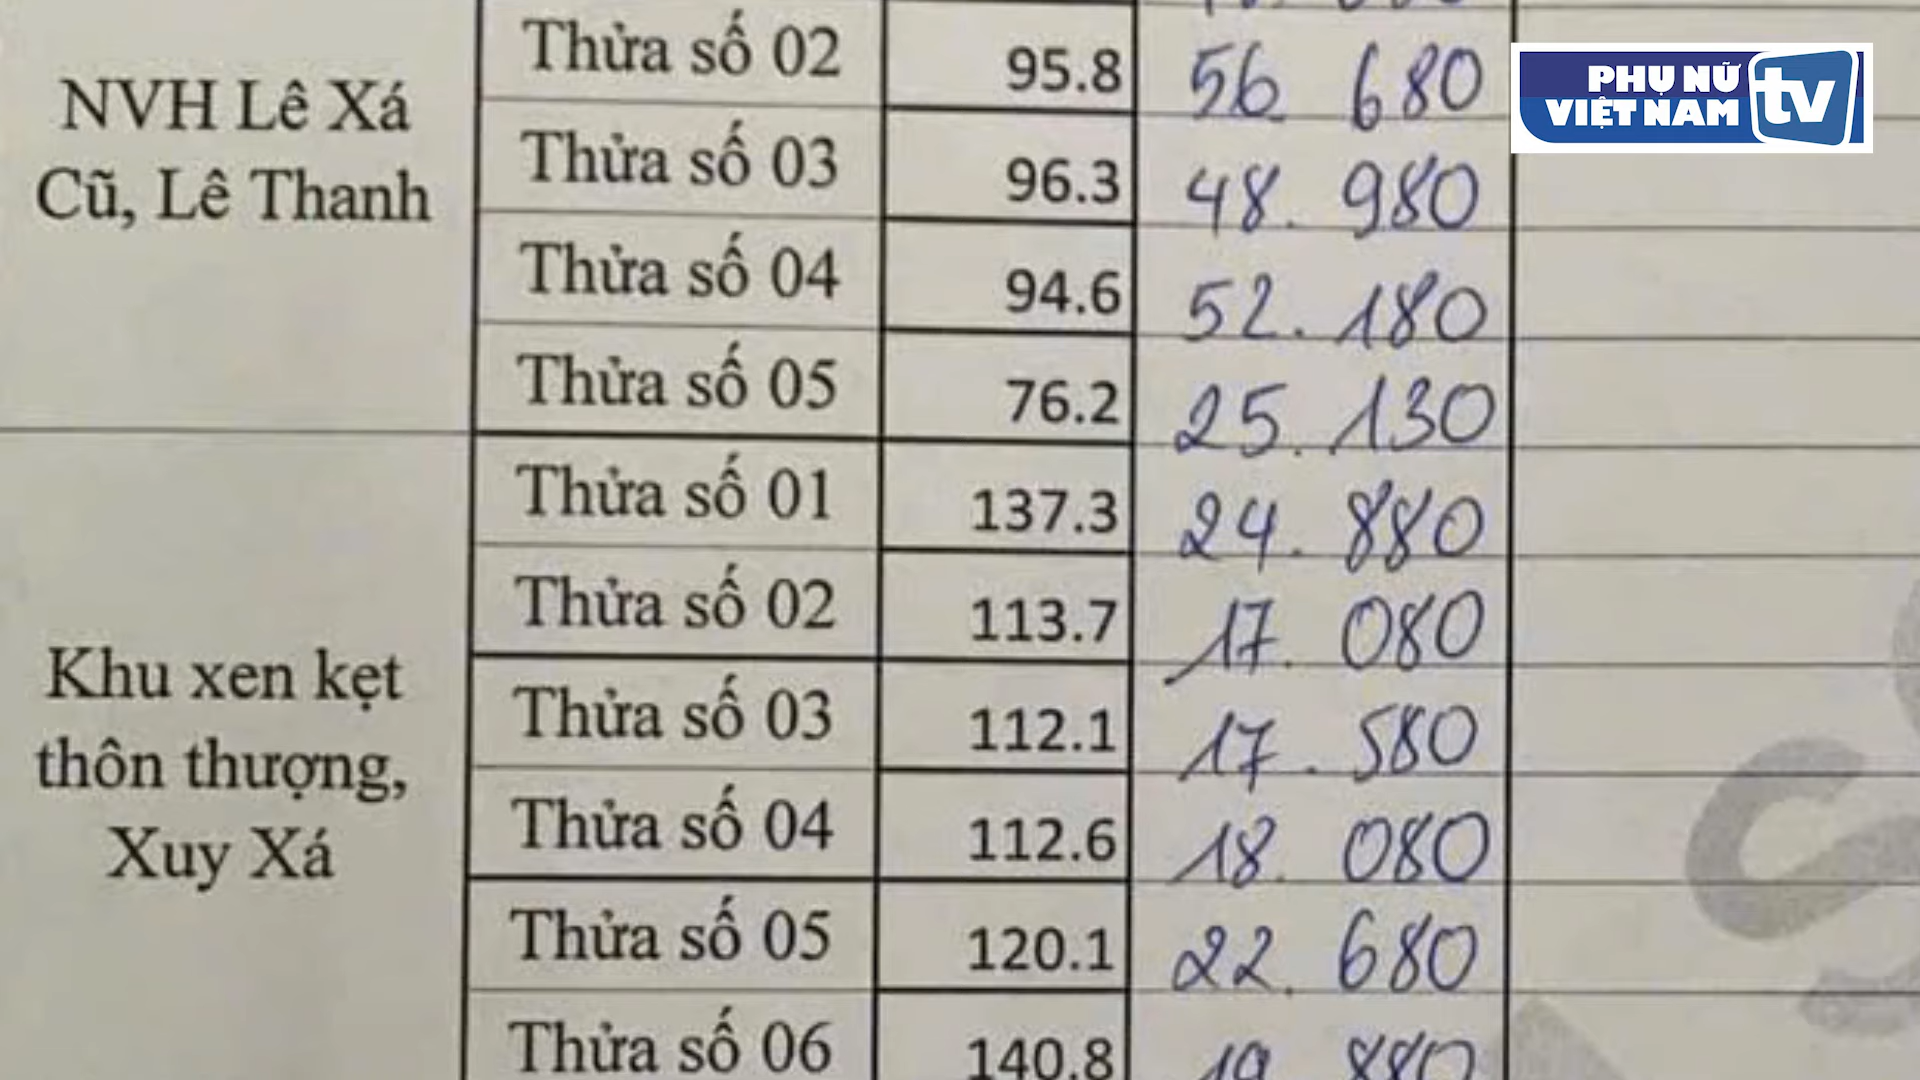 NVH Lê Xá
Cũ, Lê Thanh
Thửa số 02 95.8 56.680
Thửa số 03 96.3 48.980
Thửa số 04 94.6 52.180
Thửa số 05 76.2 25.130
Khu xen kẹt
thôn thượng,
Xuy Xá
Thửa số 01 137.3 24.880
Thửa số 02 113.7 17.080
Thửa số 03 112.1 17.580
Thửa số 04 112.6 18.080
Thửa số 05 120.1 22.680
Thửa số 06 140.8 19.880
PHỤ NỮ
VIỆT NAM tv